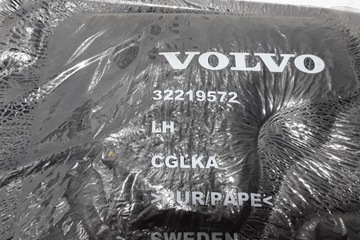 VOLVO
32219572
LH
CGLKA
>PUR/PAPE<
SWEDEN